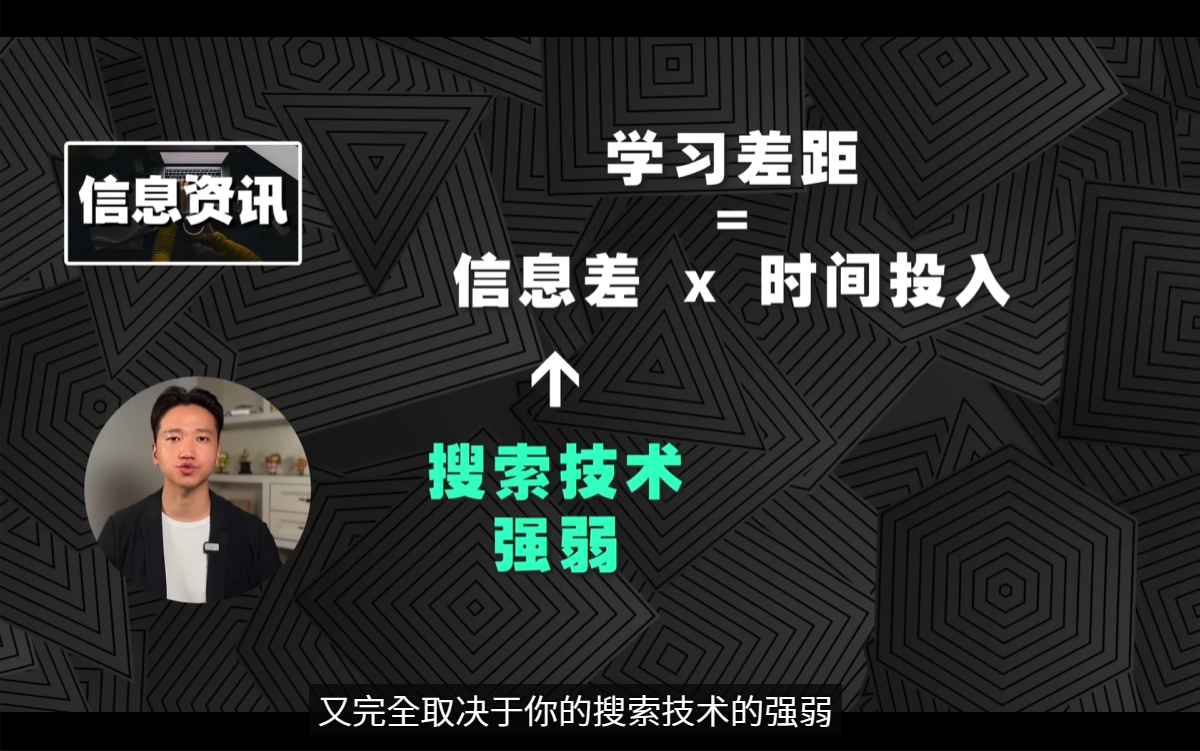 信息资讯
学习差距
=
信息差 x 时间投入
↑
搜索技术
强弱
又完全取决于你的搜索技术的强弱